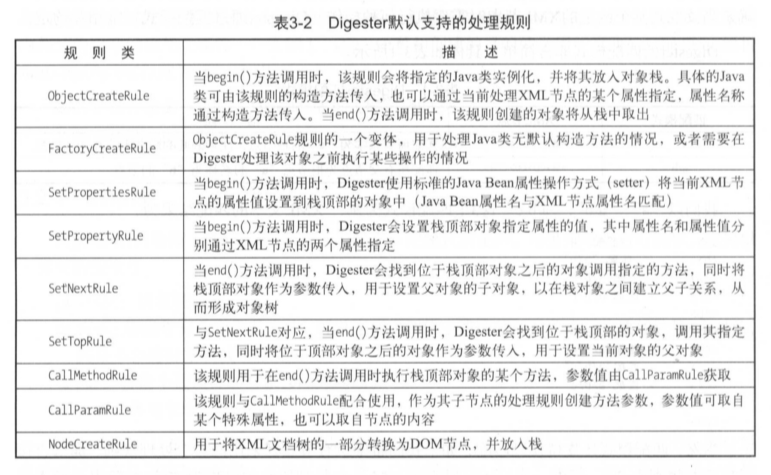 表3-2 Digester默认支持的处理规则
规 则 类
描 述
ObjectCreateRule
当begin()方法调用时，该规则会将指定的Java类实例化，并将其放入对象栈。具体的Java
类可由该规则的构造方法传入，也可以通过当前处理XML节点的某个属性指定，属性名称
通过构造方法传入。当end()方法调用时，该规则创建的对象将从栈中取出
FactoryCreateRule
ObjectCreateRule规则的一个变体，用于处理Java类无默认构造方法的情况，或者需要在
Digester处理该对象之前执行某些操作的情况
SetPropertiesRule
当begin()方法调用时，Digester使用标准的Java Bean属性操作方式（setter）将当前XML节
点的属性值设置到栈顶部的对象中（Java Bean属性名与XML节点属性名匹配）
SetPropertyRule
当begin()方法调用时，Digester会设置栈顶部对象指定属性的值，其中属性名和属性值分
别通过XML节点的两个属性指定
SetNextRule
当end()方法调用时，Digester会找到位于栈顶部对象之后的对象调用指定的方法，同时将
栈顶部对象作为参数传入，用于设置父对象的子对象，以在栈对象之间建立父子关系，从
而形成对象树
SetTopRule
与SetNextRule对应，当end()方法调用时，Digester会找到位于栈顶部的对象，调用其指定
方法，同时将位于顶部对象之后的对象作为参数传入，用于设置当前对象的父对象
CallMethodRule
该规则用于在end()方法调用时执行栈顶部对象的某个方法，参数值由CallParamRule获取
CallParamRule
该规则与CallMethodRule配合使用，作为其子节点的处理规则创建方法参数，参数值可取自
某个特殊属性，也可以取自节点的内容
NodeCreateRule
用于将XML文档树的一部分转换为DOM节点，并放入栈